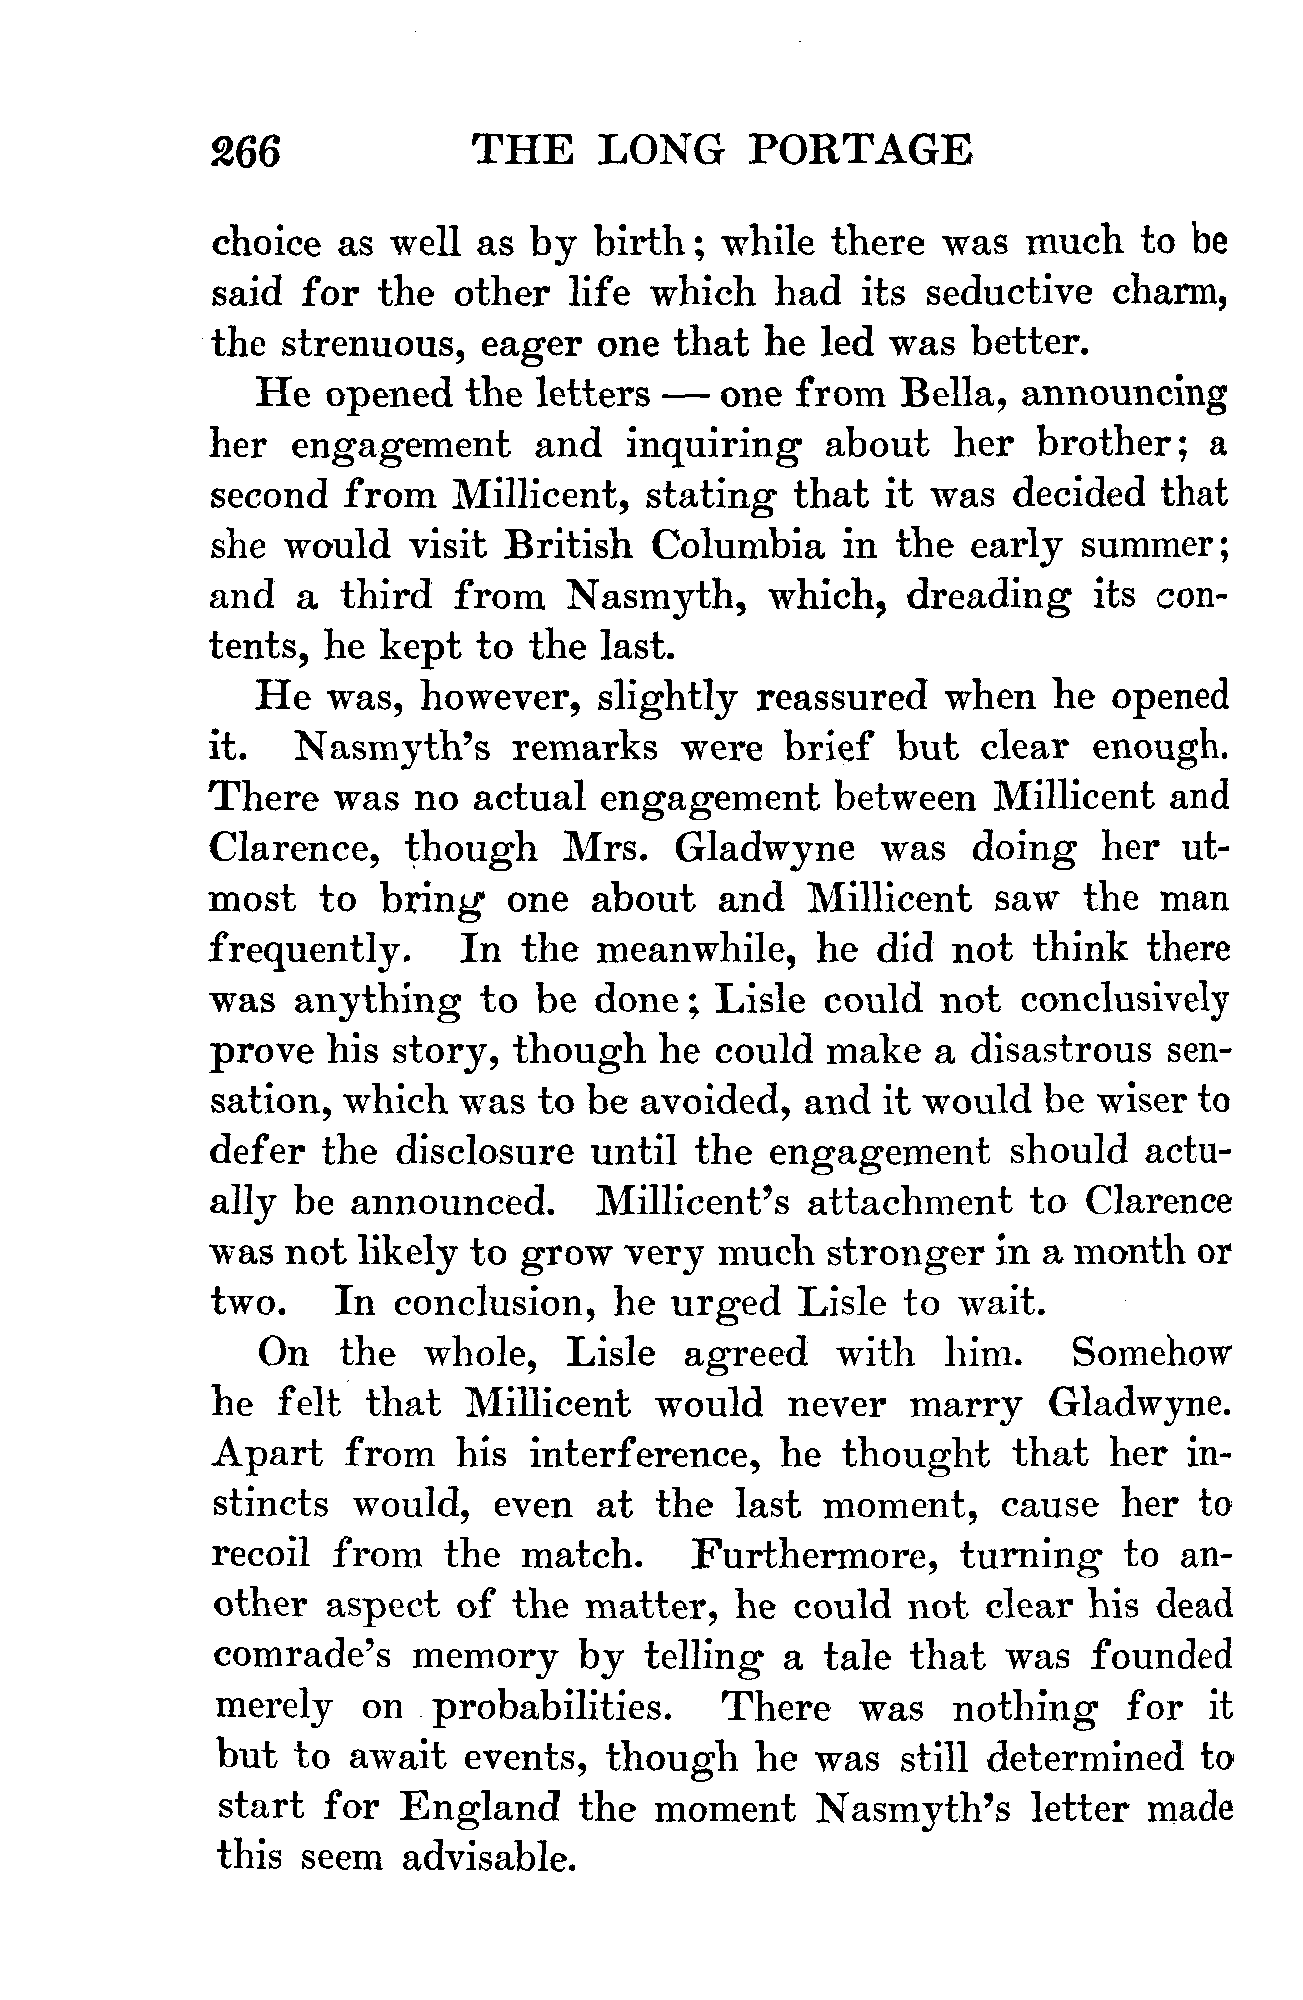 266 THE LONG PORTAGE
choice as well as by birth; while there was much to be
said for the other life which had its seductive charm,
the strenuous, eager one that he led was better.
He opened the letters — one from Bella, announcing
her engagement and inquiring about her brother; a
second from Millicent, stating that it was decided that
she would visit British Columbia in the early summer;
and a third from Nasmyth, which, dreading its con-
tents, he kept to the last.
He was, however, slightly reassured when he opened
it. Nasmyth's remarks were brief but clear enough.
There was no actual engagement between Millicent and
Clarence, though Mrs. Gladwyne was doing her ut-
most to bring one about and Millicent saw the man
frequently. In the meanwhile, he did not think there
was anything to be done; Lisle could not conclusively
prove his story, though he could make a disastrous sen-
sation, which was to be avoided, and it would be wiser to
defer the disclosure until the engagement should actu-
ally be announced. Millicent's attachment to Clarence
was not likely to grow very much stronger in a month or
two. In conclusion, he urged Lisle to wait.
On the whole, Lisle agreed with him. Somehow
he felt that Millicent would never marry Gladwyne.
Apart from his interference, he thought that her in-
stincts would, even at the last moment, cause her to
recoil from the match. Furthermore, turning to an-
other aspect of the matter, he could not clear his dead
comrade's memory by telling a tale that was founded
merely on probabilities. There was nothing for it
but to await events, though he was still determined to
start for England the moment Nasmyth's letter made
this seem advisable.